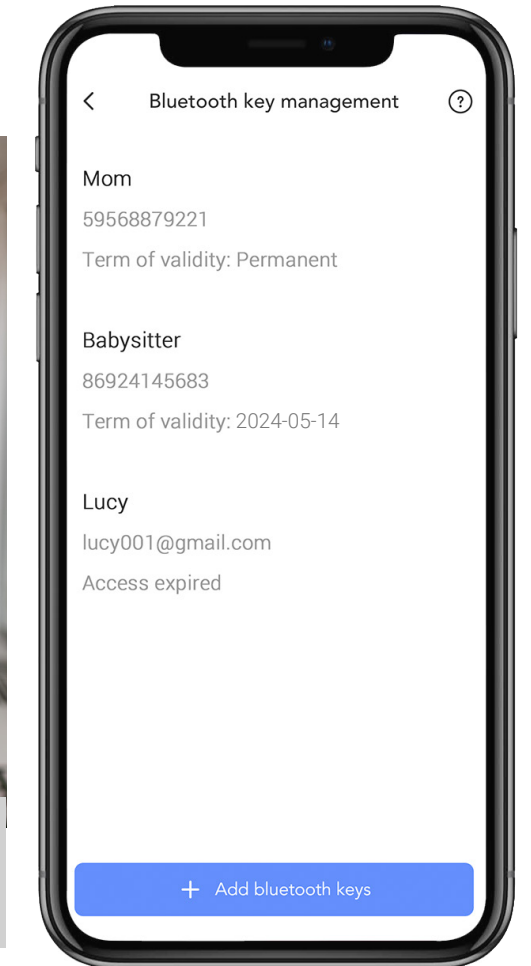 Bluetooth key management
Mom
59568879221
Term of validity: Permanent
Babysitter
86924145683
Term of validity: 2024-05-14
Lucy
lucy001@gmail.com
Access expired
+ Add bluetooth keys